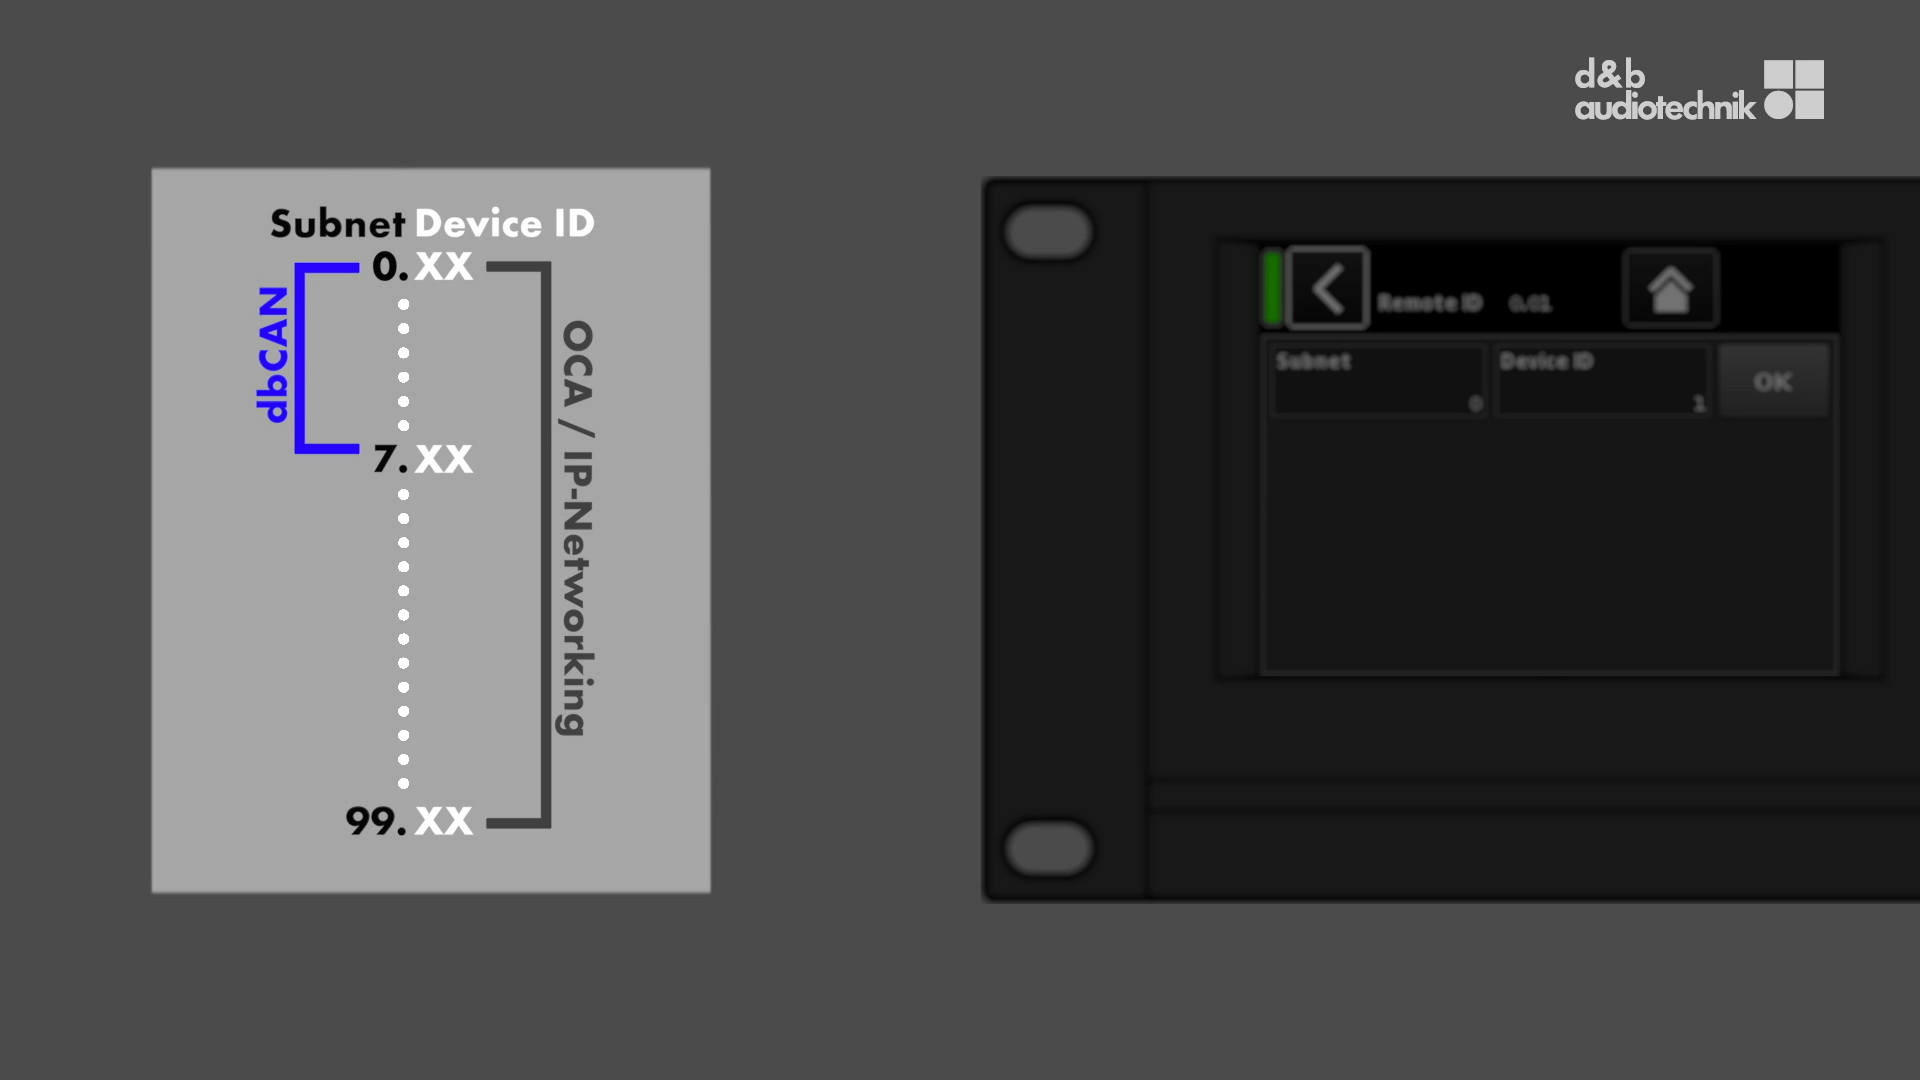 d&b
audiotechnik
Subnet Device ID
0.XX
dbCAN
7.XX
OCA / IP-Networking
99.XX
Remote ID 0.01
Subnet
0
Device ID
1
OK